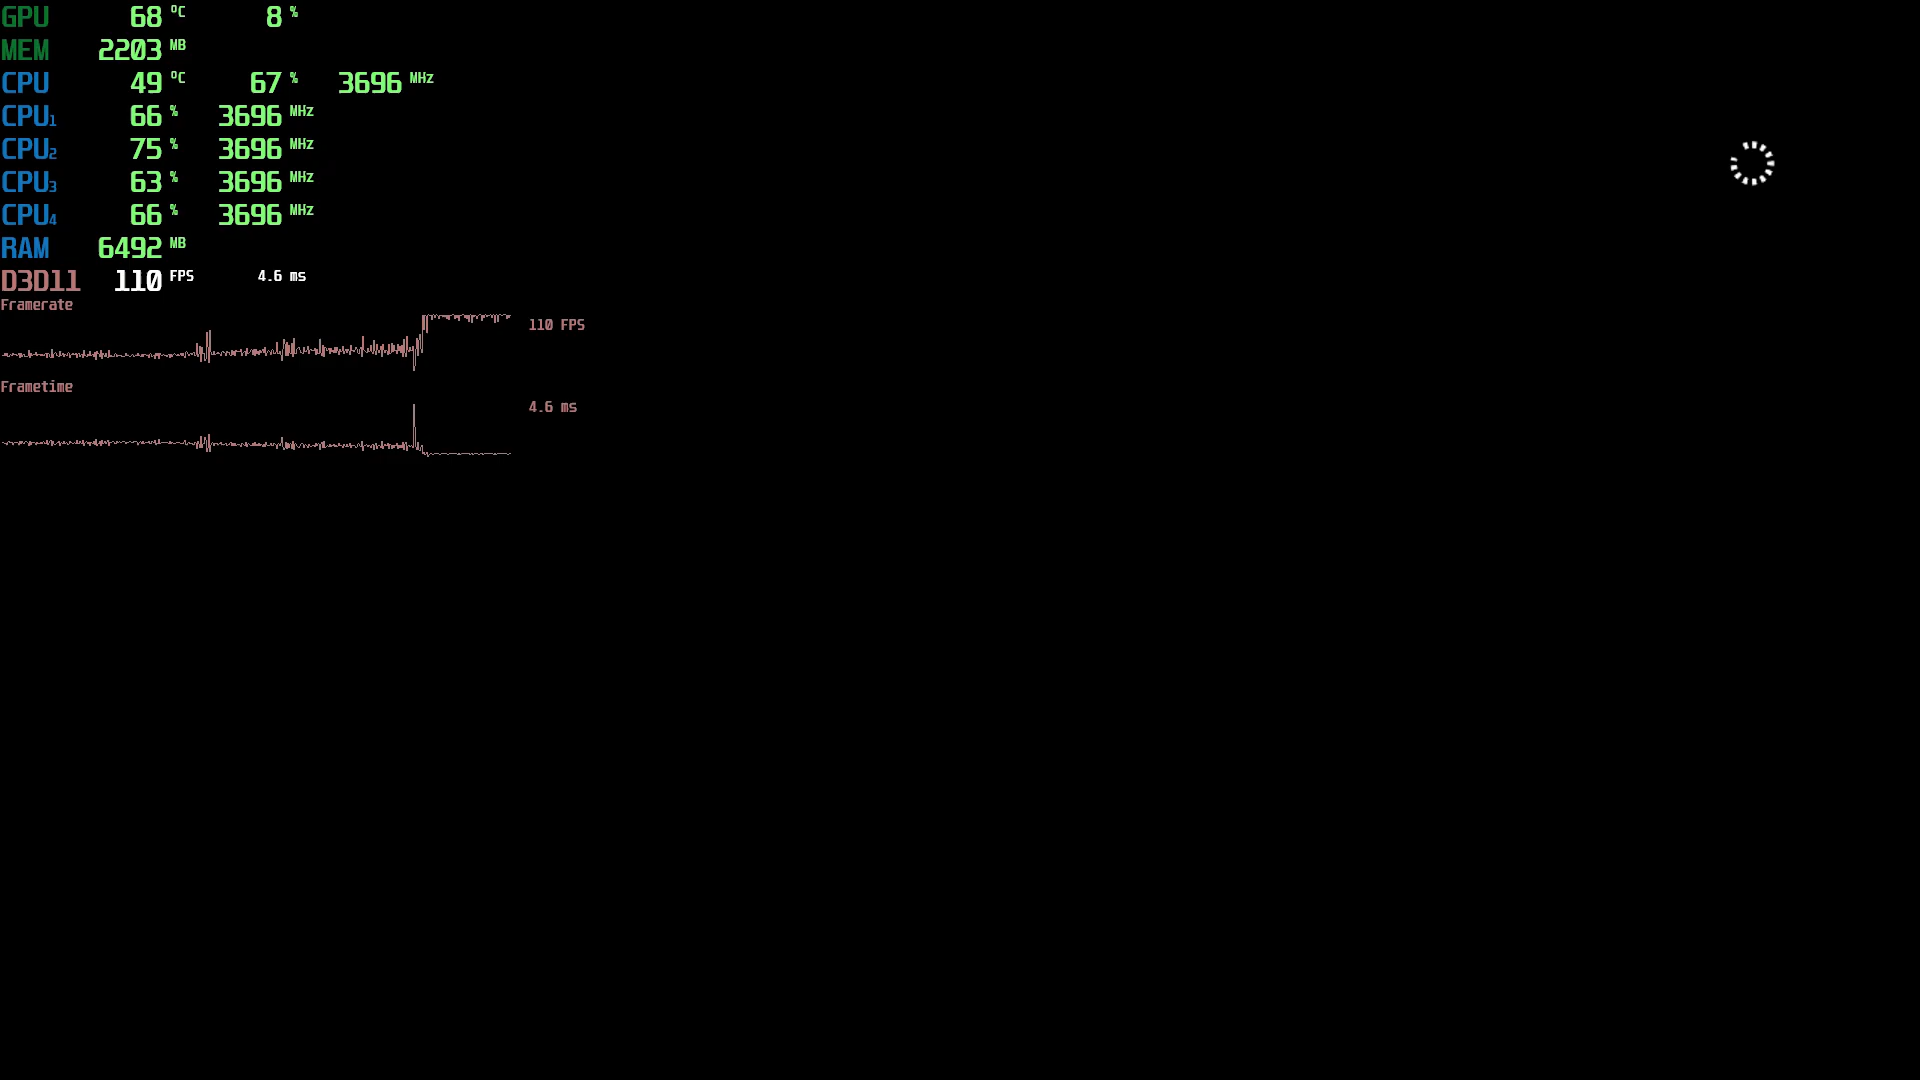 GPU 68 °C 8 %
MEM 2203 MB
CPU 49 °C 67 % 3696 MHz
CPU1 66 % 3696 MHz
CPU2 75 % 3696 MHz
CPU3 63 % 3696 MHz
CPU4 66 % 3696 MHz
RAM 6492 MB
D3D11 110 FPS 4.6 ms
Framerate
110 FPS
Frametime
4.6 ms